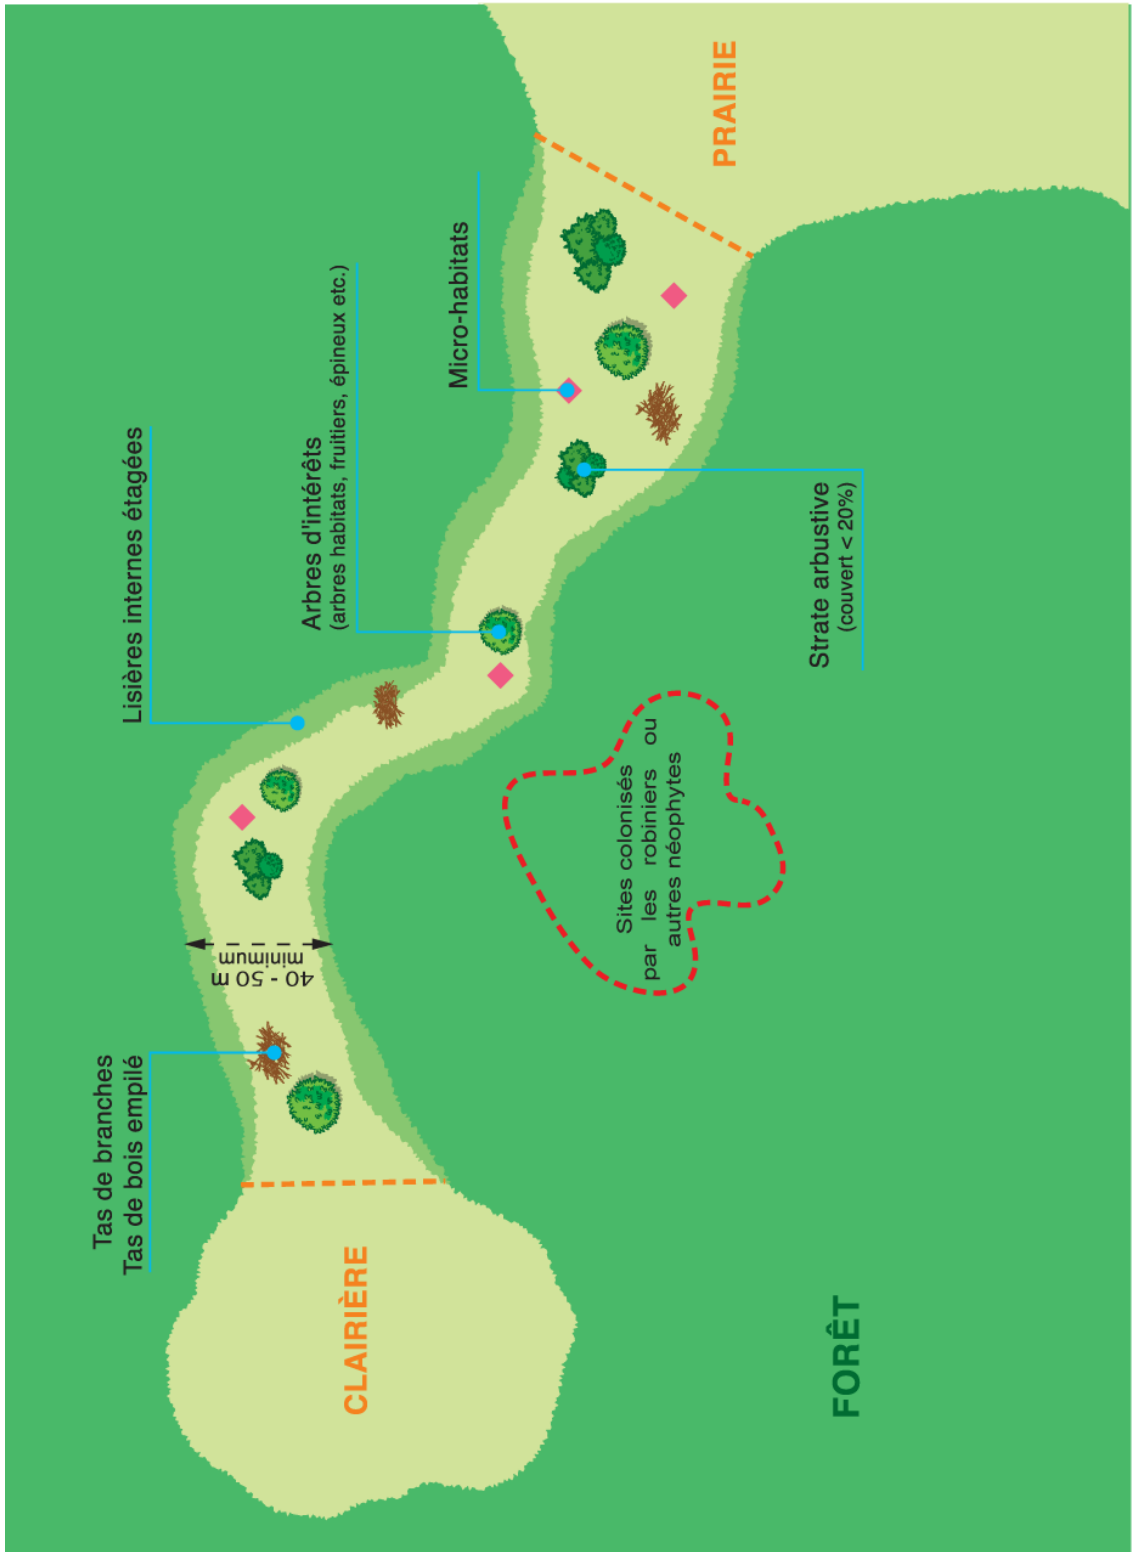 Tas de branches
Tas de bois empilé
Lisières internes étagées
Arbres d'intérêts
(arbres habitats, fruitiers, épineux etc.)
Micro-habitats
40 - 50 m
minimum
CLAIRIÈRE
PRAIRIE
Sites colonisés
par les robiniers ou
autres néophytes
Strate arbustive
(couvert < 20%)
FORÊT